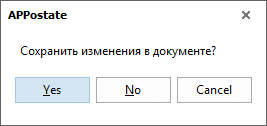 APPostate
Сохранить изменения в документе?
Yes No Cancel